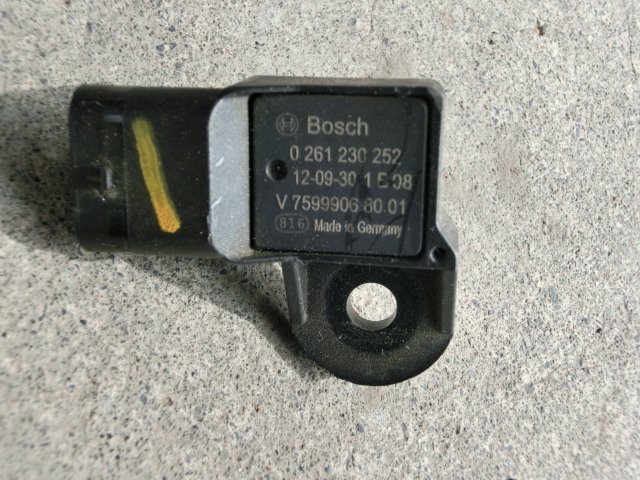 Bosch
0 261 230 252
12-09-30 1 B 08
V 7599906 80 01
816 Made in Germany